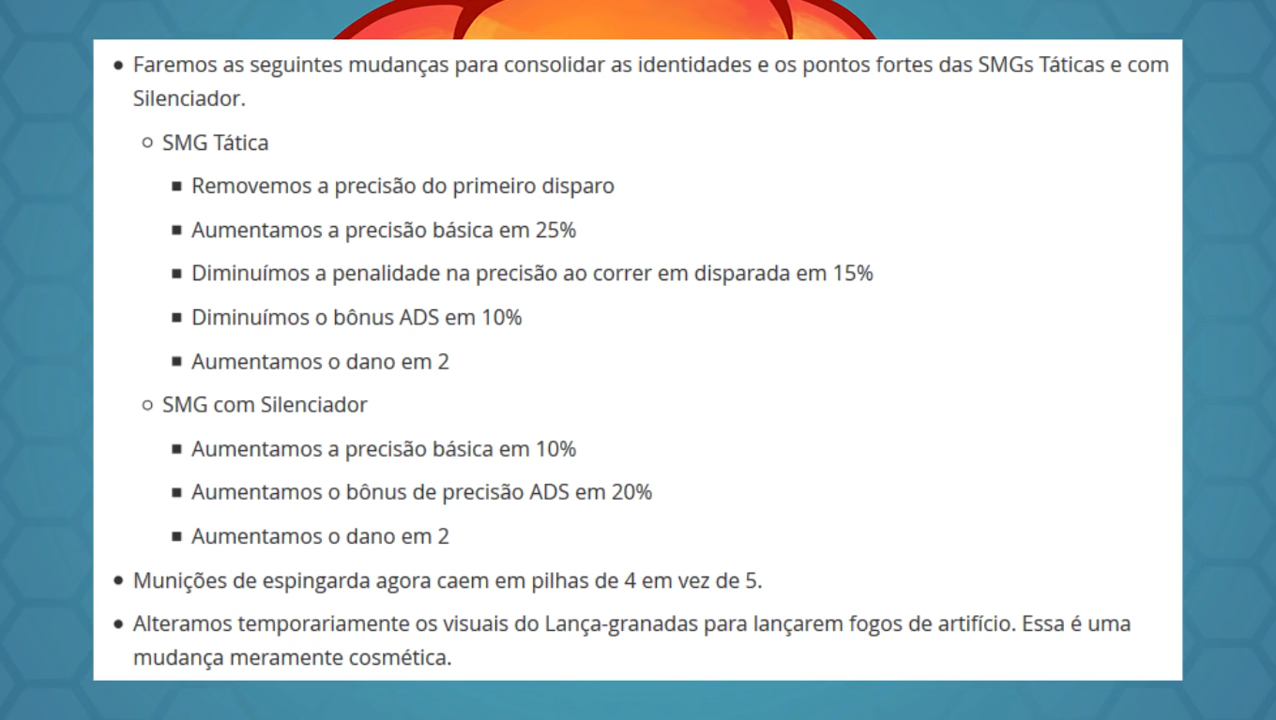 Faremos as seguintes mudanças para consolidar as identidades e os pontos fortes das SMGs Táticas e com
Silenciador.
SMG Tática
Removemos a precisão do primeiro disparo
Aumentamos a precisão básica em 25%
Diminuímos a penalidade na precisão ao correr em disparada em 15%
Diminuímos o bônus ADS em 10%
Aumentamos o dano em 2
SMG com Silenciador
Aumentamos a precisão básica em 10%
Aumentamos o bônus de precisão ADS em 20%
Aumentamos o dano em 2
Munições de espingarda agora caem em pilhas de 4 em vez de 5.
Alteramos temporariamente os visuais do Lança-granadas para lançarem fogos de artifício. Essa é uma
mudança meramente cosmética.